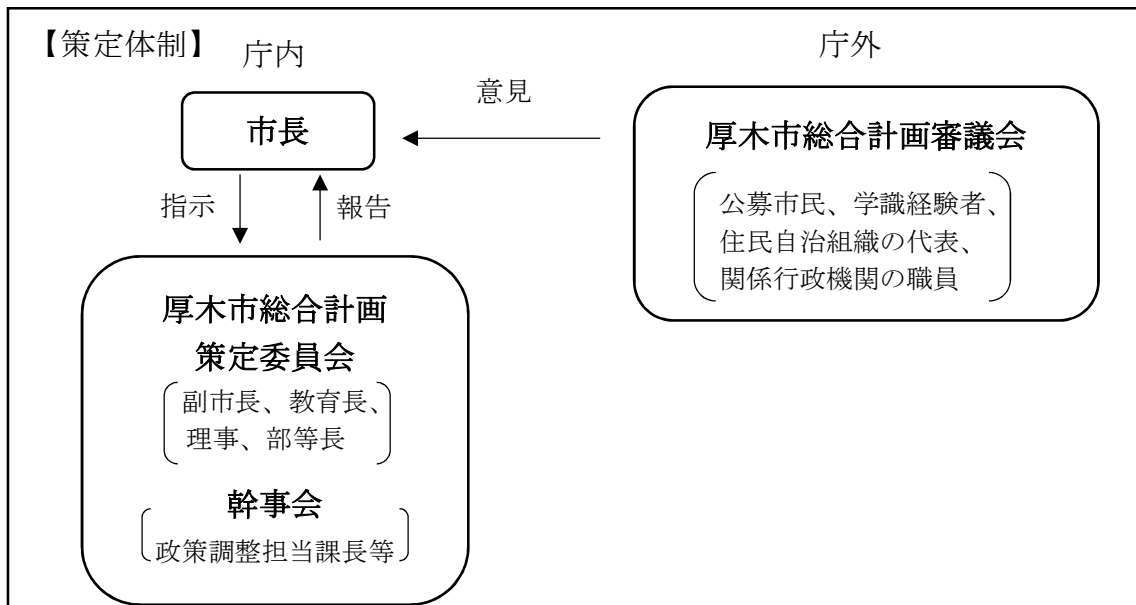 【策定体制】
庁内
庁外
市長
意見
厚木市総合計画審議会
公募市民、学識経験者、
住民自治組織の代表、
関係行政機関の職員
指示
報告
厚木市総合計画
策定委員会
副市長、教育長、
理事、部等長
幹事会
政策調整担当課長等